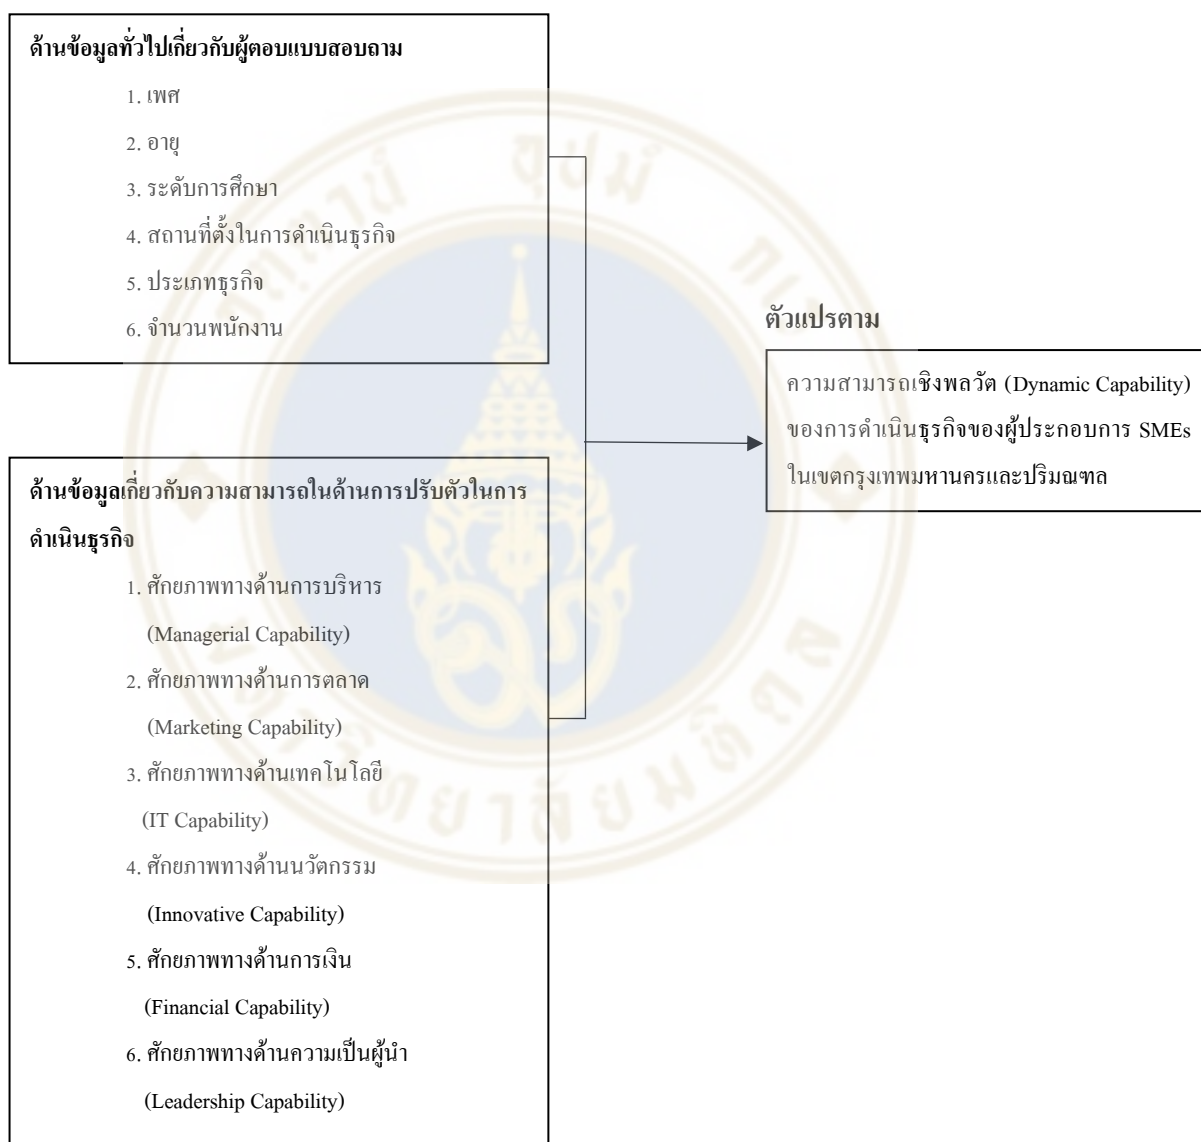 ด้านข้อมูลทั่วไปเกี่ยวกับผู้ตอบแบบสอบถาม
1. เพศ
2. อายุ
3. ระดับการศึกษา
4. สถานที่ตั้งในการดำเนินธุรกิจ
5. ประเภทธุรกิจ
6. จำนวนพนักงาน
ด้านข้อมูลเกี่ยวกับความสามารถในด้านการปรับตัวในการ
ดำเนินธุรกิจ
1. ศักยภาพทางด้านการบริหาร
(Managerial Capability)
2. ศักยภาพทางด้านการตลาด
(Marketing Capability)
3. ศักยภาพทางด้านเทคโนโลยี
(IT Capability)
4. ศักยภาพทางด้านนวัตกรรม
(Innovative Capability)
5. ศักยภาพทางด้านการเงิน
(Financial Capability)
6. ศักยภาพทางด้านความเป็นผู้นำ
(Leadership Capability)
ตัวแปรตาม
ความสามารถเชิงพลวัต (Dynamic Capability)
ของการดำเนินธุรกิจของผู้ประกอบการ SMEs
ในเขตกรุงเทพมหานครและปริมณฑล